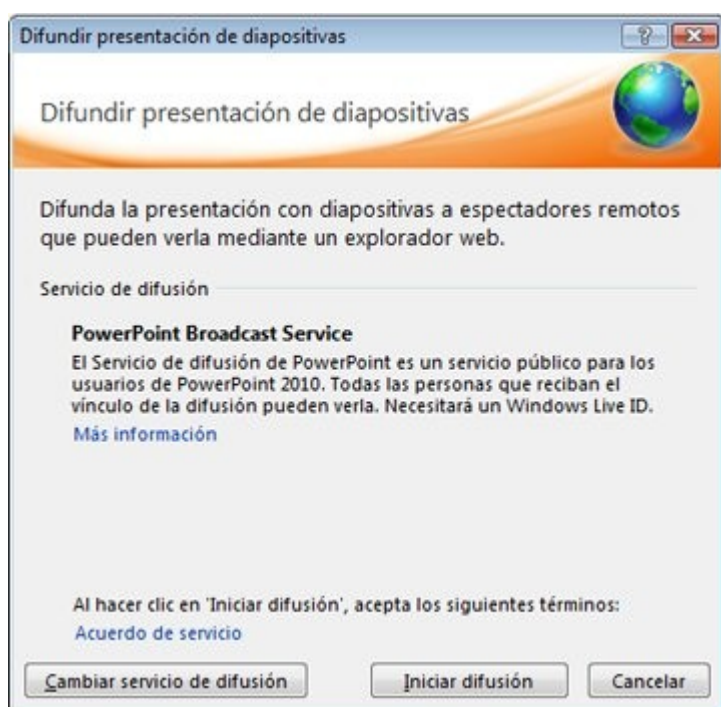 Difundir presentación de diapositivas
Difundir presentación de diapositivas
Difunda la presentación con diapositivas a espectadores remotos
que pueden verla mediante un explorador web.
Servicio de difusión
PowerPoint Broadcast Service
El Servicio de difusión de PowerPoint es un servicio público para los
usuarios de PowerPoint 2010. Todas las personas que reciban el
vínculo de la difusión pueden verla. Necesitará un Windows Live ID.
Más información
Al hacer clic en 'Iniciar difusión', acepta los siguientes términos:
Acuerdo de servicio
Cambiar servicio de difusión Iniciar difusión Cancelar